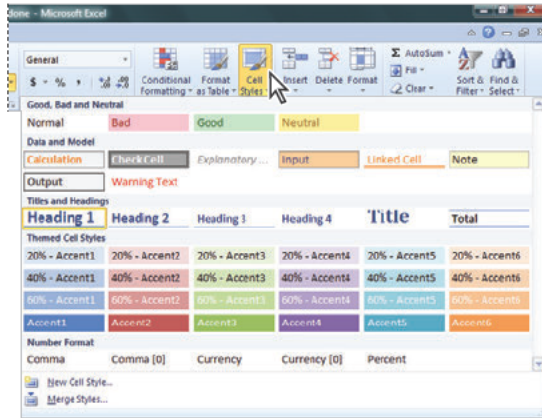 done - Microsoft Excel
General
Σ AutoSum
Fill
Clear
$ % ,
Conditional Formatting
Format as Table
Cell Styles
Insert Delete Format
Sort & Filter
Find & Select
Good, Bad and Neutral
Normal Bad Good Neutral
Data and Model
Calculation Check Cell Explanatory ... Input Linked Cell Note
Output Warning Text
Titles and Headings
Heading 1 Heading 2 Heading 3 Heading 4 Title Total
Themed Cell Styles
20% - Accent1 20% - Accent2 20% - Accent3 20% - Accent4 20% - Accent5 20% - Accent6
40% - Accent1 40% - Accent2 40% - Accent3 40% - Accent4 40% - Accent5 40% - Accent6
60% - Accent1 60% - Accent2 60% - Accent3 60% - Accent4 60% - Accent5 60% - Accent6
Accent1 Accent2 Accent3 Accent4 Accent5 Accent6
Number Format
Comma Comma [0] Currency Currency [0] Percent
New Cell Style...
Merge Styles...